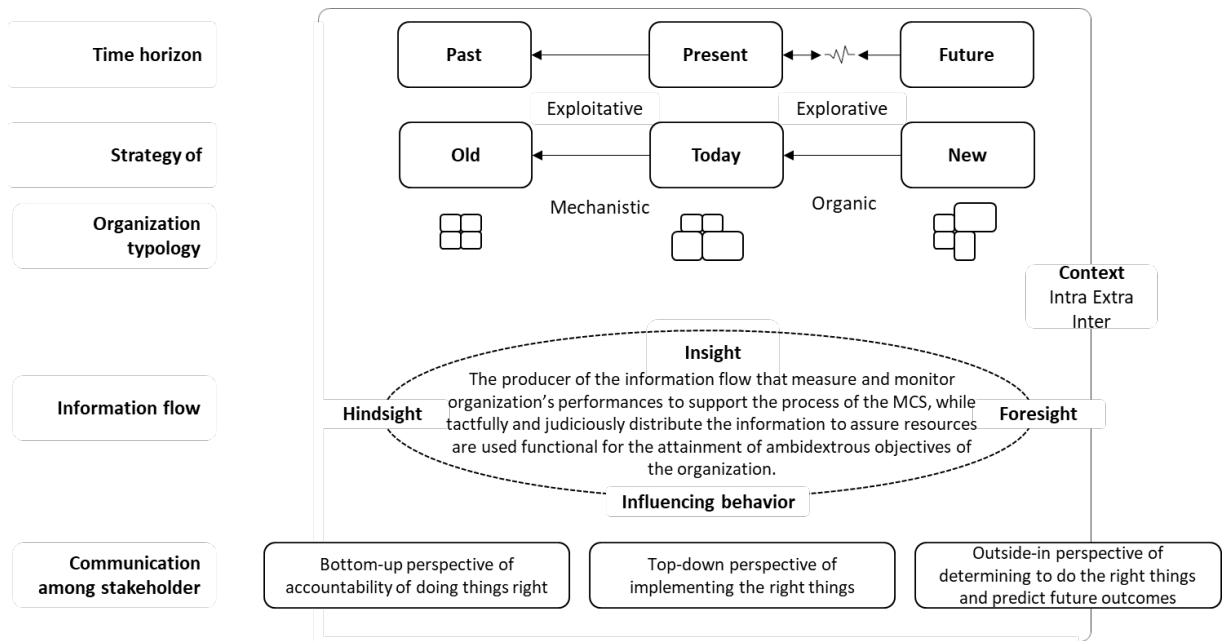 Time horizon
Past
Present
Future
Exploitative
Explorative
Strategy of
Old
Today
New
Mechanistic
Organic
Organization
typology
Context
Intra Extra
Inter
Insight
The producer of the information flow that measure and monitor
organization's performances to support the process of the MCS, while
tactfully and judiciously distribute the information to assure resources
are used functional for the attainment of ambidextrous objectives of
the organization.
Information flow
Hindsight
Foresight
Influencing behavior
Communication
among stakeholder
Bottom-up perspective of
accountability of doing things right
Top-down perspective of
implementing the right things
Outside-in perspective of
determining to do the right things
and predict future outcomes